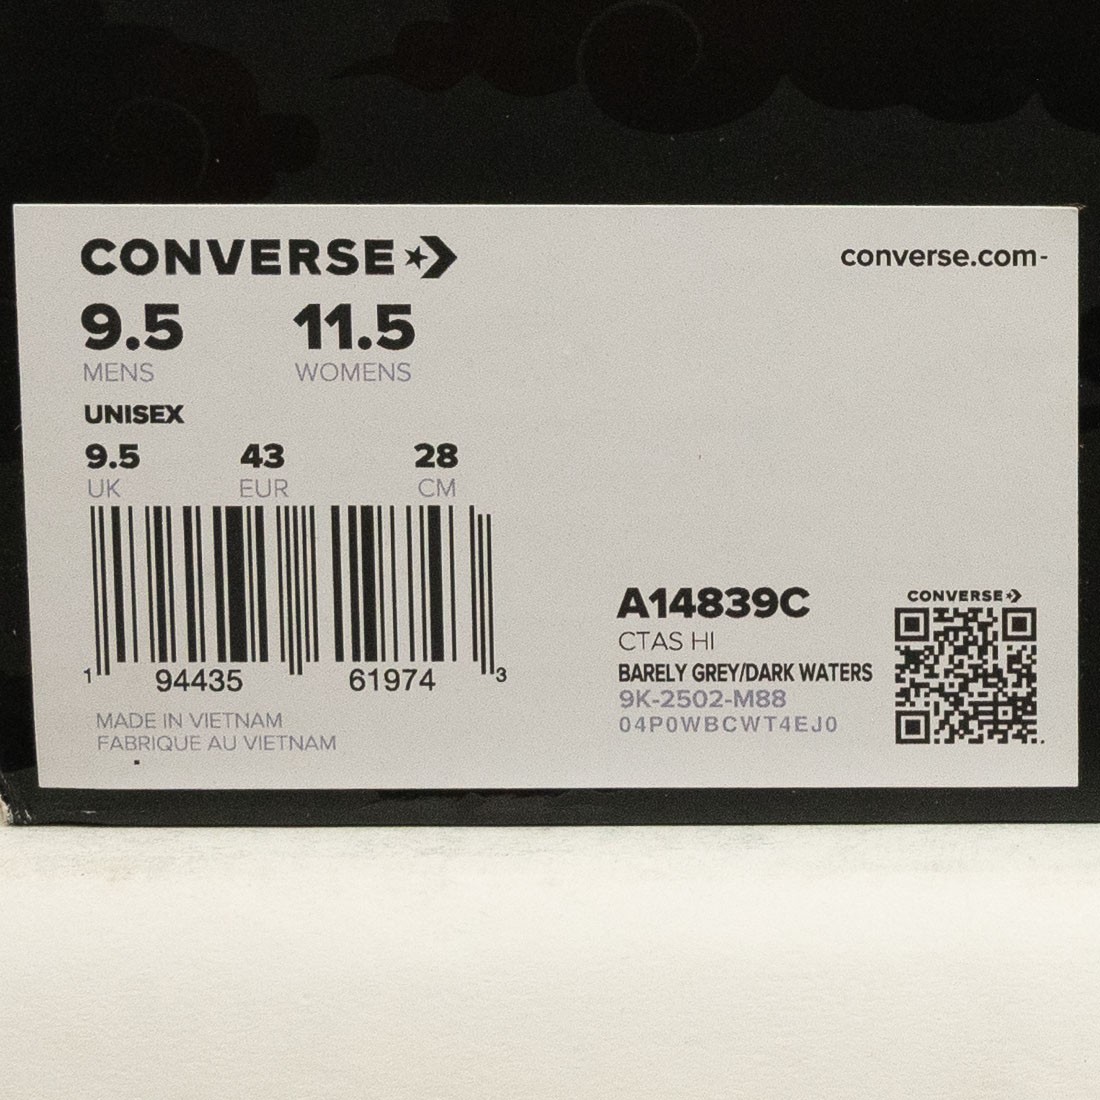 CONVERSE
converse.com-
9.5 11.5
MENS WOMENS
UNISEX
9.5 43 28
UK EUR CM
1 94435 61974 3
MADE IN VIETNAM
FABRIQUE AU VIETNAM
CONVERSE
A14839C
CTAS HI
BARELY GREY/DARK WATERS
9K-2502-M88
04P0WBCWT4EJ0